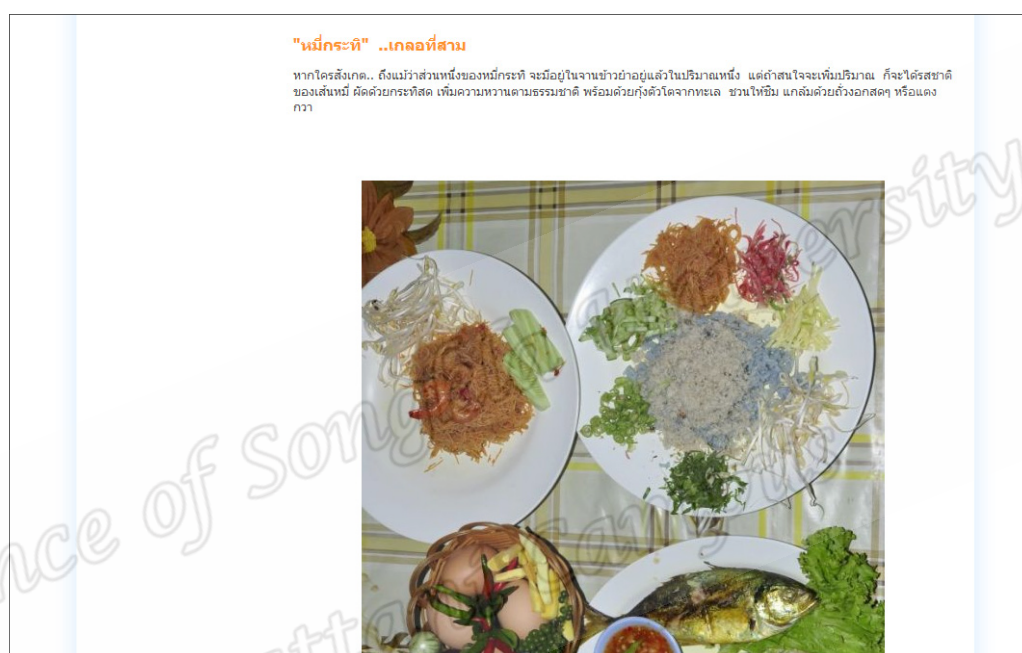 "หมี่กระทิ" ..เกลอที่สาม
หากใครสังเกต.. ถึงแม้ว่าส่วนหนึ่งของหมี่กระทิ จะมีอยู่ในจานข้าวยำอยู่แล้วในปริมาณหนึ่ง แต่ถ้าสนใจจะเพิ่มปริมาณ ก็จะได้รสชาติ
ของเส้นหมี่ ผัดด้วยกระทิสด เพิ่มความหวานตามธรรมชาติ พร้อมด้วยกุ้งตัวโตจากทะเล ชวนให้ชิม แกล้มด้วยถั่วงอกสดๆ หรือแตง
กวา
of Song